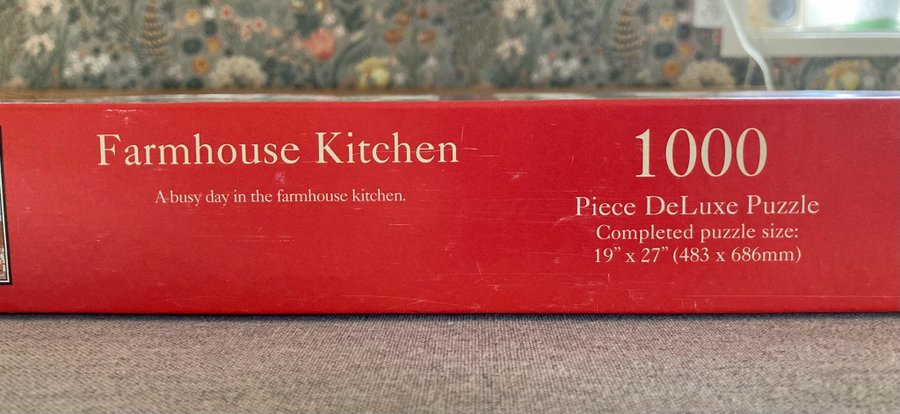 Farmhouse Kitchen
A busy day in the farmhouse kitchen.
1000
Piece DeLuxe Puzzle
Completed puzzle size:
19” x 27” (483 x 686mm)